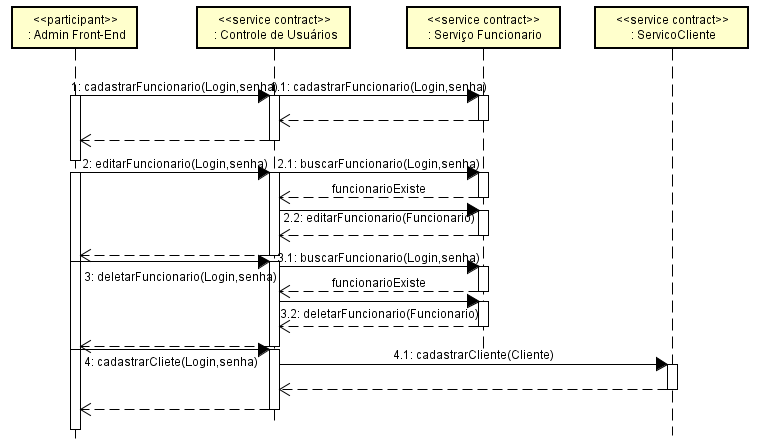 <<participant>>
: Admin Front-End
<<service contract>>
: Controle de Usuários
<<service contract>>
: Serviço Funcionario
<<service contract>>
: ServicoCliente
1: cadastrarFuncionario(Login,senha)
1.1: cadastrarFuncionario(Login,senha)
2: editarFuncionario(Login,senha)
2.1: buscarFuncionario(Login,senha)
funcionarioExiste
2.2: editarFuncionario(Funcionario)
3: deletarFuncionario(Login,senha)
3.1: buscarFuncionario(Login,senha)
funcionarioExiste
3.2: deletarFuncionario(Funcionario)
4: cadastrarCliete(Login,senha)
4.1: cadastrarCliente(Cliente)